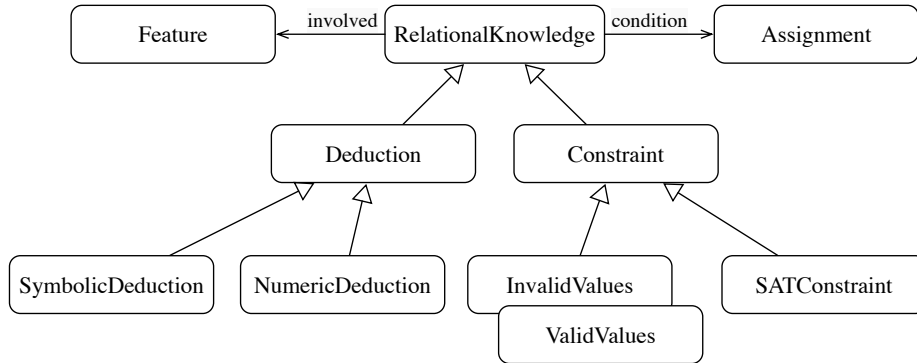 Feature
involved
RelationalKnowledge
condition
Assignment
Deduction
Constraint
SymbolicDeduction
NumericDeduction
InvalidValues
SATConstraint
ValidValues